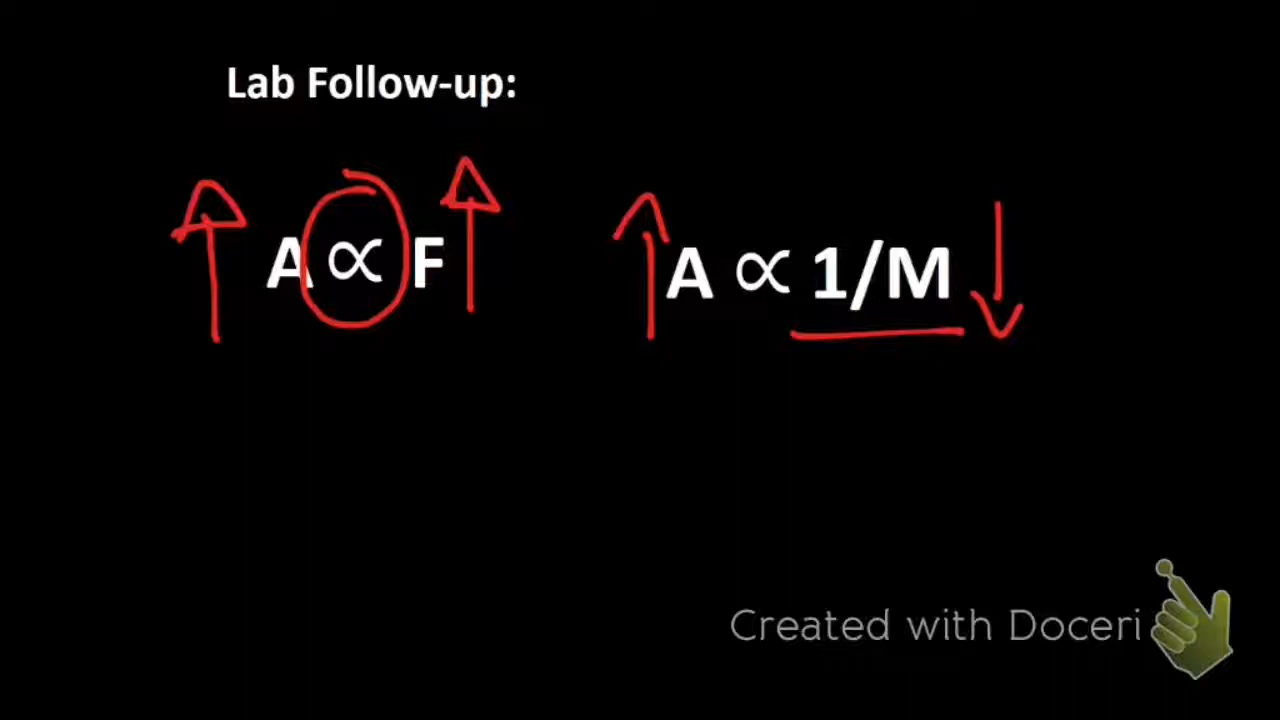 Lab Follow-up:
A ∝ F
A ∝ 1/M
Created with Doceri